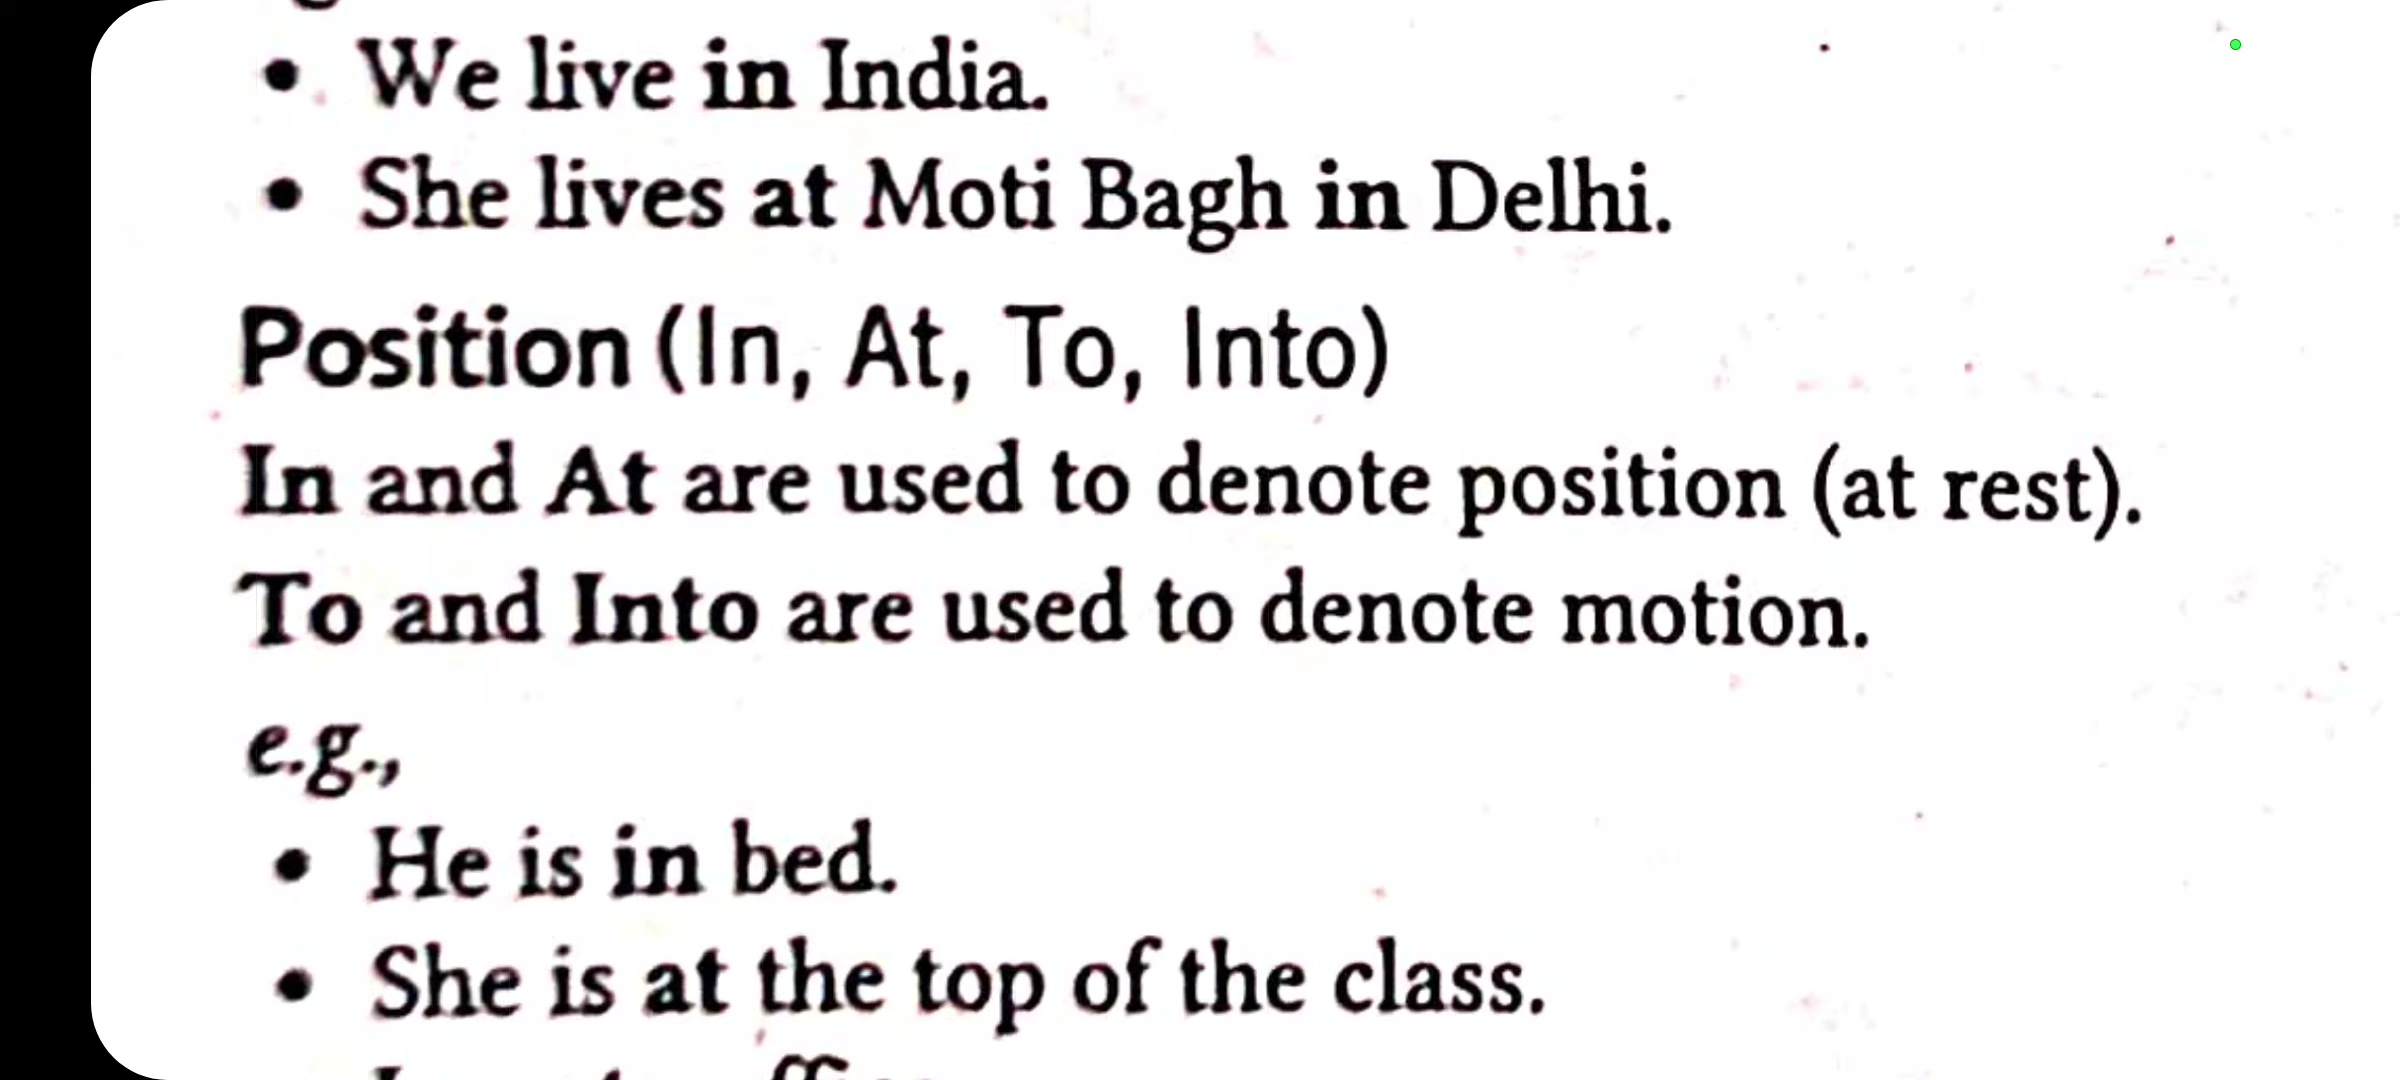 • We live in India.
• She lives at Moti Bagh in Delhi.
Position (In, At, To, Into)
In and At are used to denote position (at rest).
To and Into are used to denote motion.
e.g.,
• He is in bed.
• She is at the top of the class.